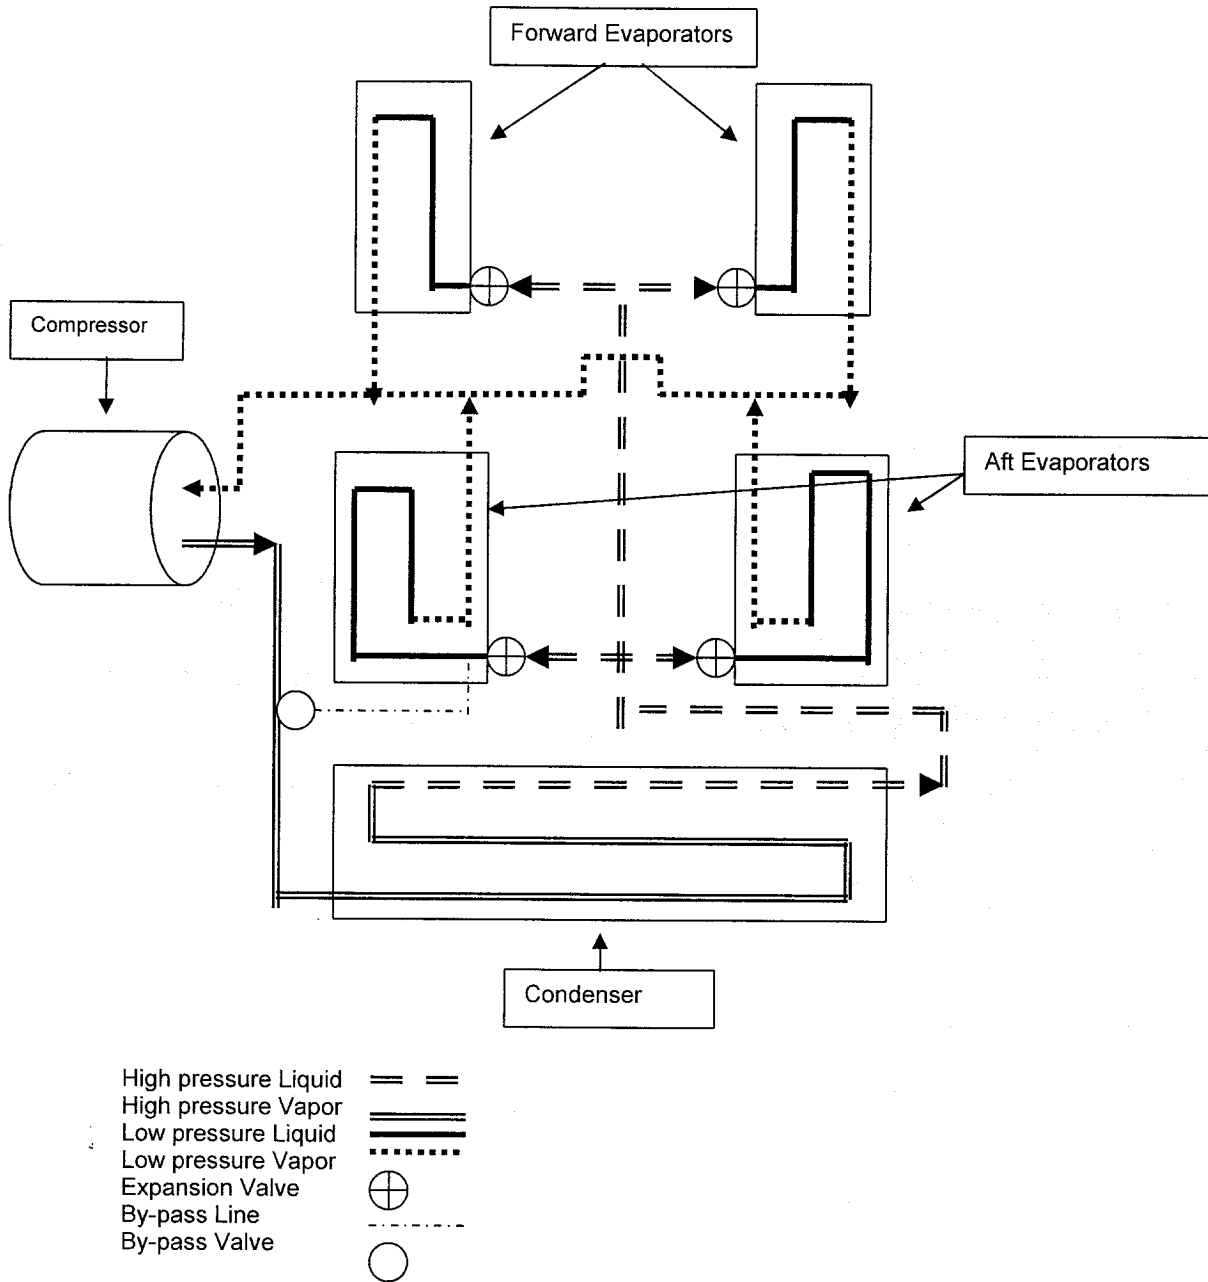 Forward Evaporators
Compressor
Aft Evaporators
Condenser
High pressure Liquid
High pressure Vapor
Low pressure Liquid
Low pressure Vapor
Expansion Valve
By-pass Line
By-pass Valve